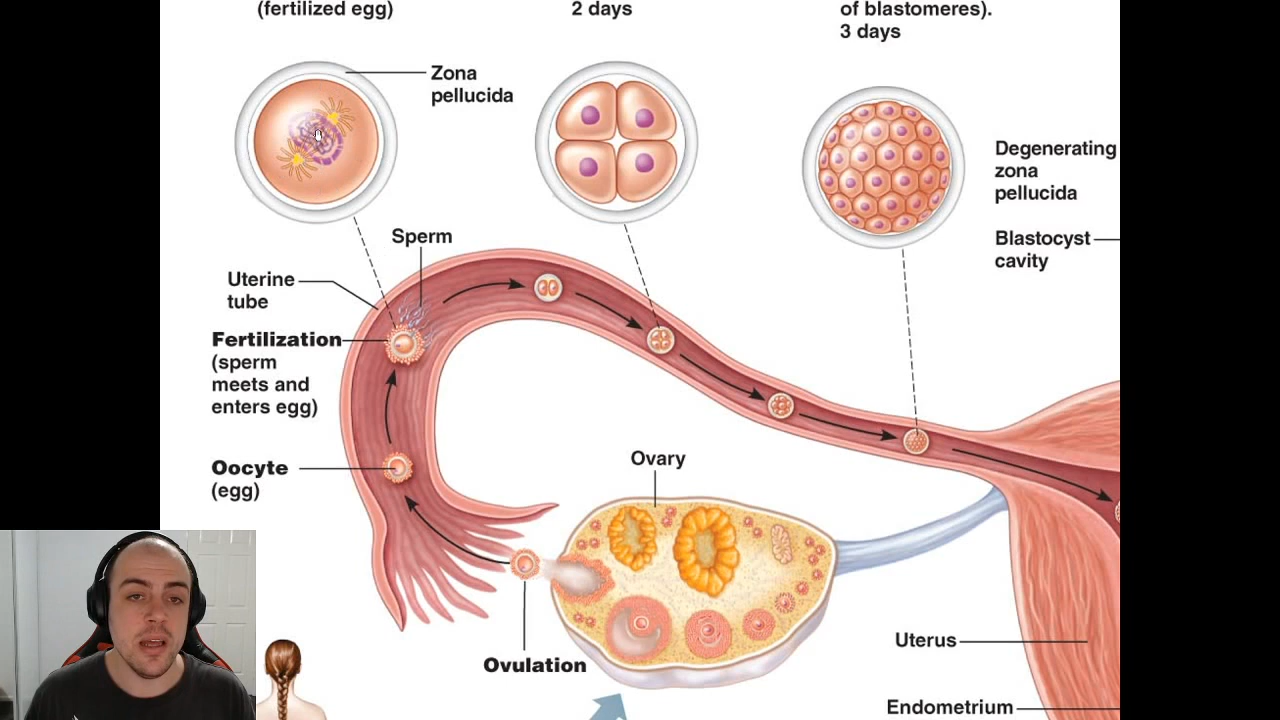 (fertilized egg)
2 days
of blastomeres).
3 days
Zona
pellucida
Degenerating
zona
pellucida
Blastocyst
cavity
Sperm
Uterine
tube
Fertilization
(sperm
meets and
enters egg)
Oocyte
(egg)
Ovary
Ovulation
Uterus
Endometrium